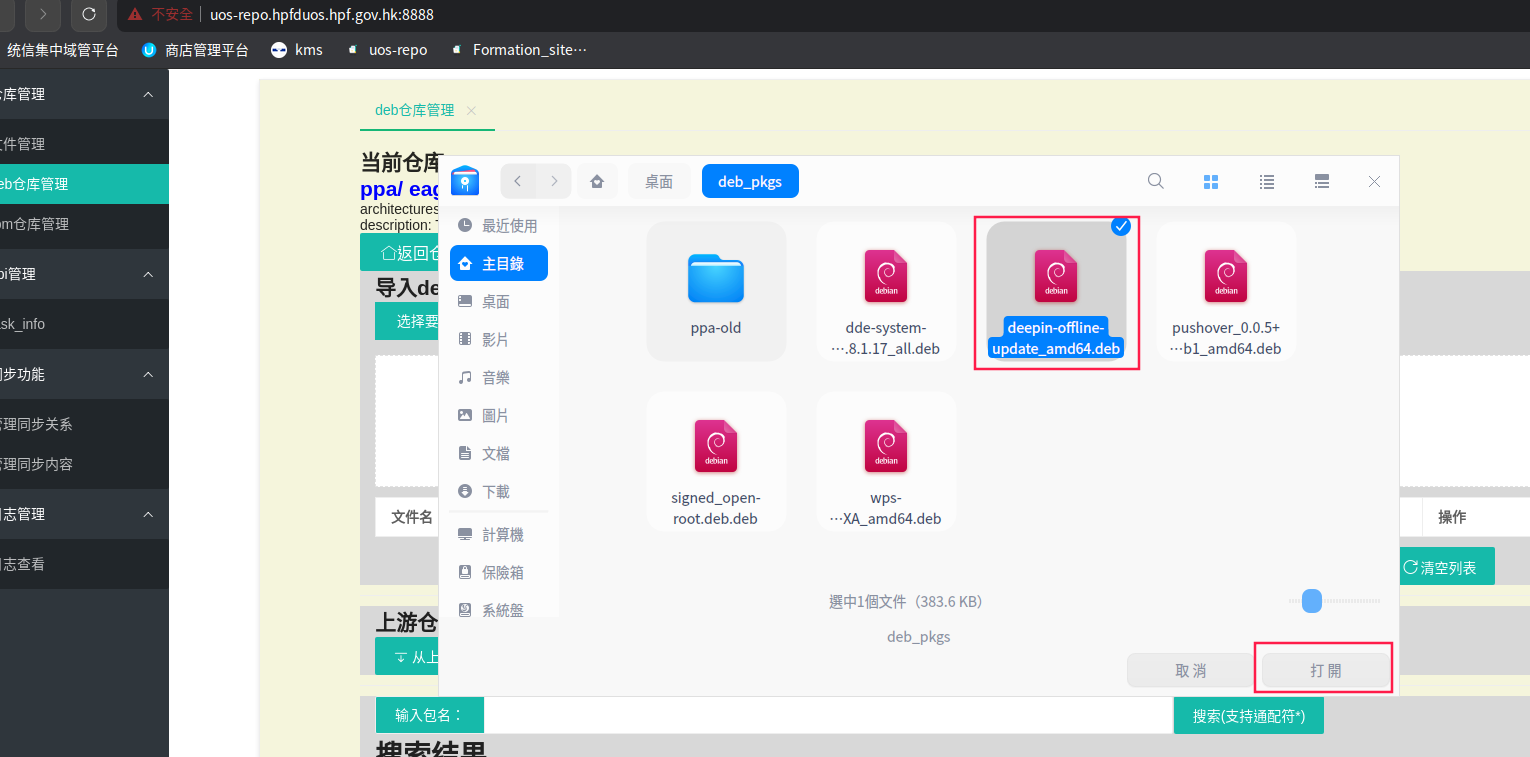 不安全 uos-repo.hpfduos.hpf.gov.hk:8888
统信集中域管平台 商店管理平台 kms uos-repo Formation_site…
库管理
件管理
eb仓库管理
om仓库管理
pi管理
sk_info
步功能
管理同步关系
管理同步内容
志管理
志查看
deb仓库管理
当前仓库
ppa/ eag
architectures
description:
返回仓
导入de
选择要
文件名
操作
清空列表
上游仓
从上
输入包名：
搜索(支持通配符*)
搜索结果
桌面 deb_pkgs
最近使用
主目錄
桌面
影片
音樂
圖片
文檔
下載
計算機
保險箱
系統盤
ppa-old
dde-system-
….8.1.17_all.deb
deepin-offline-
update_amd64.deb
pushover_0.0.5+
…b1_amd64.deb
debian
debian
debian
signed_open-
root.deb.deb
wps-
…XA_amd64.deb
debian
debian
選中1個文件（383.6 KB）
deb_pkgs
取 消
打 開